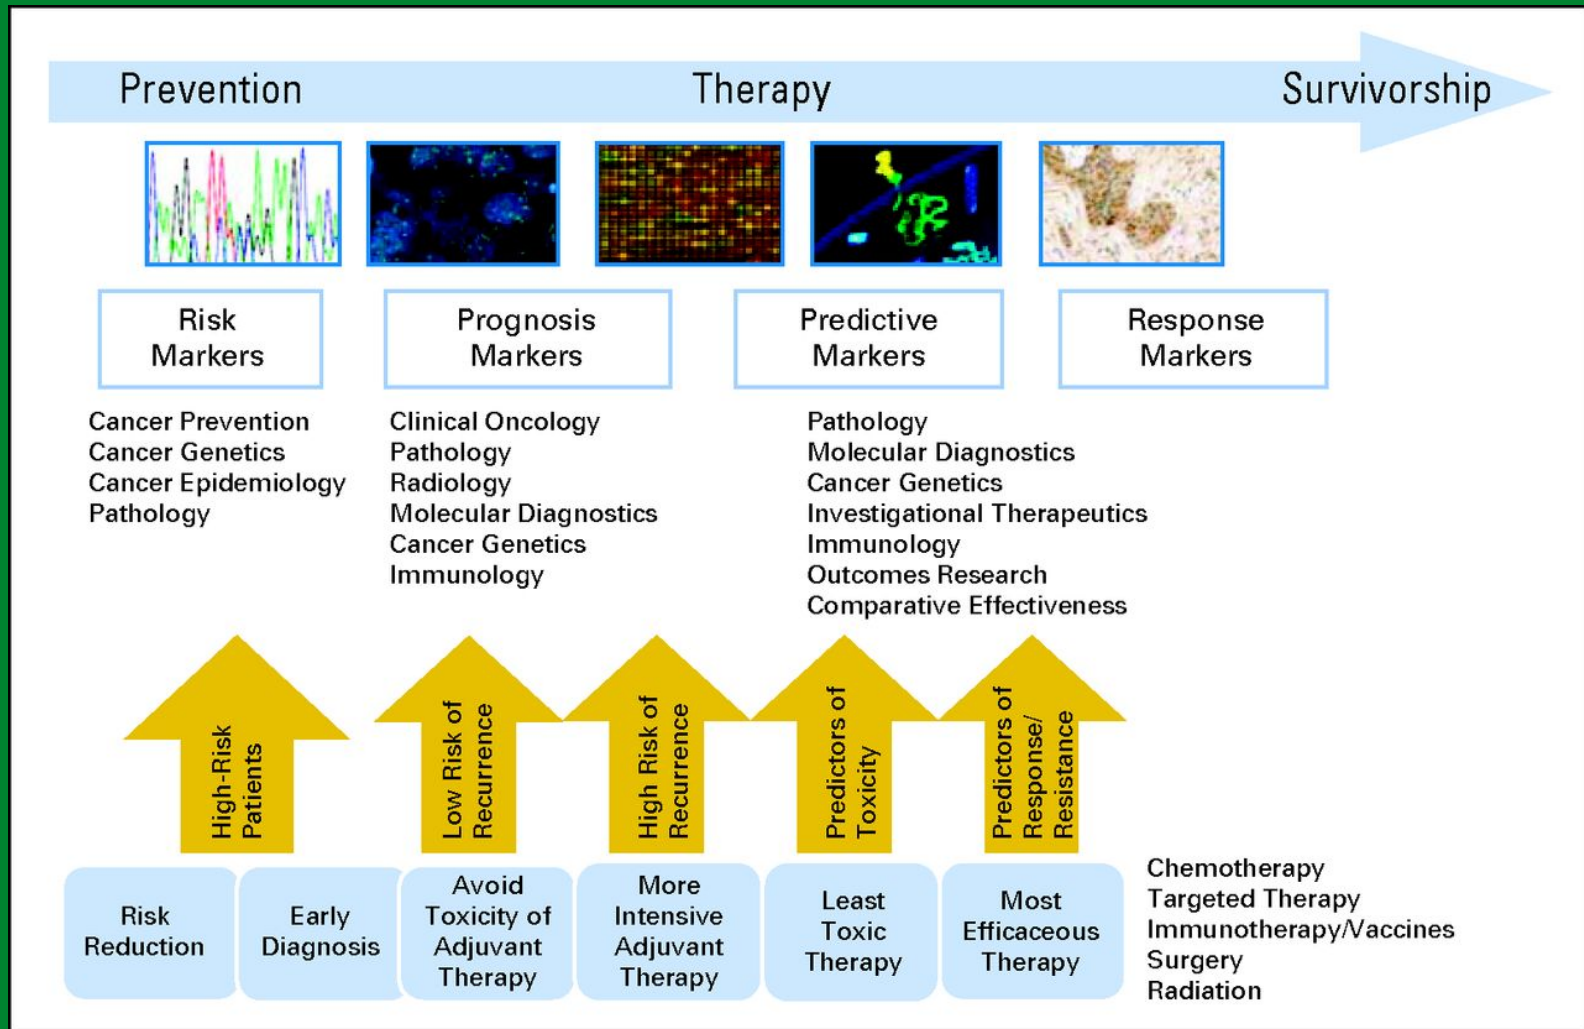 Prevention
Therapy
Survivorship
Risk
Markers
Prognosis
Markers
Predictive
Markers
Response
Markers
Cancer Prevention
Cancer Genetics
Cancer Epidemiology
Pathology
Clinical Oncology
Pathology
Radiology
Molecular Diagnostics
Cancer Genetics
Immunology
Pathology
Molecular Diagnostics
Cancer Genetics
Investigational Therapeutics
Immunology
Outcomes Research
Comparative Effectiveness
High-Risk
Patients
Low Risk of
Recurrence
High Risk of
Recurrence
Predictors of
Toxicity
Predictors of
Response/
Resistance
Risk
Reduction
Early
Diagnosis
Avoid
Toxicity of
Adjuvant
Therapy
More
Intensive
Adjuvant
Therapy
Least
Toxic
Therapy
Most
Efficaceous
Therapy
Chemotherapy
Targeted Therapy
Immunotherapy/Vaccines
Surgery
Radiation